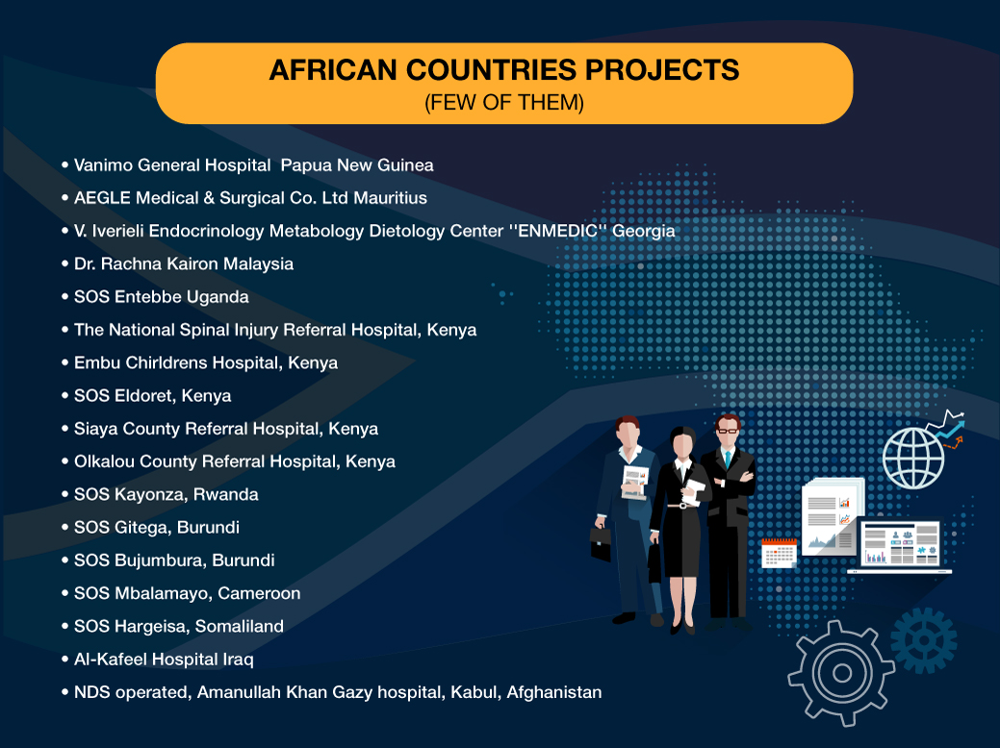 AFRICAN COUNTRIES PROJECTS
(FEW OF THEM)
• Vanimo General Hospital  Papua New Guinea
• AEGLE Medical & Surgical Co. Ltd Mauritius
• V. Iverieli Endocrinology Metabology Dietology Center ''ENMEDIC'' Georgia
• Dr. Rachna Kairon Malaysia
• SOS Entebbe Uganda
• The National Spinal Injury Referral Hospital, Kenya
• Embu Chirldrens Hospital, Kenya
• SOS Eldoret, Kenya
• Siaya County Referral Hospital, Kenya
• Olkalou County Referral Hospital, Kenya
• SOS Kayonza, Rwanda
• SOS Gitega, Burundi
• SOS Bujumbura, Burundi
• SOS Mbalamayo, Cameroon
• SOS Hargeisa, Somaliland
• Al-Kafeel Hospital Iraq
• NDS operated, Amanullah Khan Gazy hospital, Kabul, Afghanistan